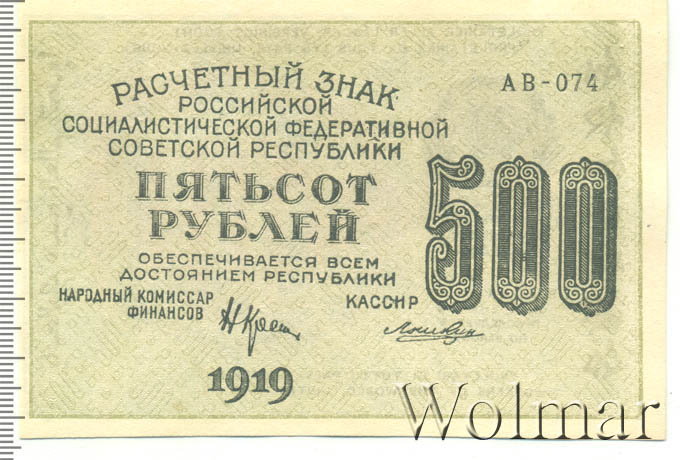 РАСЧЕТНЫЙ ЗНАК
РОССИЙСКОЙ
СОЦИАЛИСТИЧЕСКОЙ ФЕДЕРАТИВНОЙ
СОВЕТСКОЙ РЕСПУБЛИКИ
АВ-074
ПЯТЬСОТ
РУБЛЕЙ
500
ОБЕСПЕЧИВАЕТСЯ ВСЕМ
ДОСТОЯНИЕМ РЕСПУБЛИКИ
НАРОДНЫЙ КОМИССАР
ФИНАНСОВ
КАССИР
1919
Wolmar